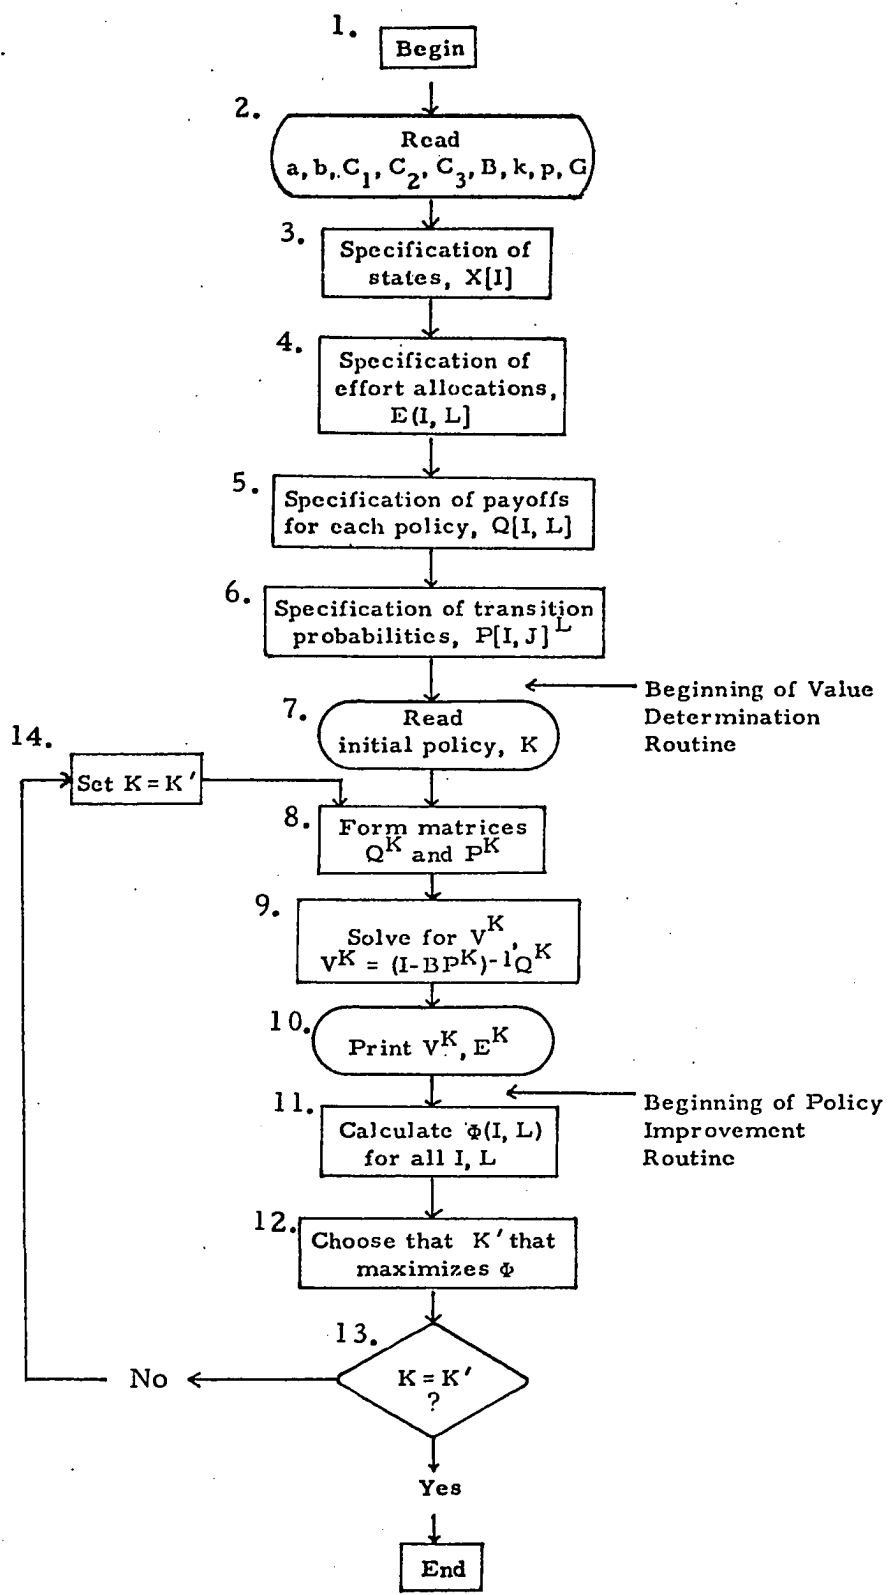 1.
Begin
2.
Read
a, b, C₁, C₂, C₃, B, k, p, G
3.
Specification of
states, X[I]
4.
Specification of
effort allocations,
E(I, L]
5.
Specification of payoffs
for each policy, Q[I, L]
6.
Specification of transition
probabilities, P[I, J]ᴸ
Beginning of Value
Determination
Routine
7.
Read
initial policy, K
14.
Set K = K′
8.
Form matrices
Qᴷ and Pᴷ
9.
Solve for Vᴷ,
Vᴷ = (I-BPᴷ)⁻¹Qᴷ
10.
Print Vᴷ, Eᴷ
Beginning of Policy
Improvement
Routine
11.
Calculate Φ(I, L)
for all I, L
12.
Choose that K′ that
maximizes Φ
13.
K = K′
?
No
Yes
End